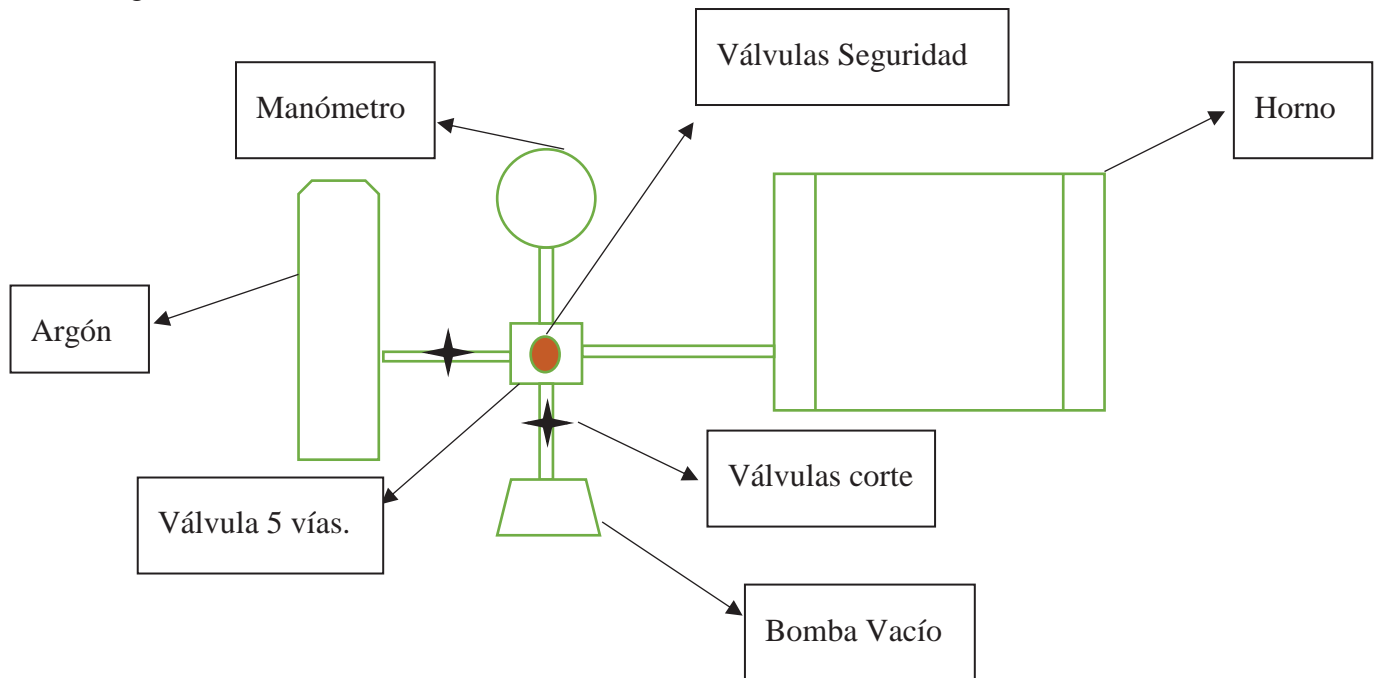 Válvulas Seguridad
Manómetro
Horno
Argón
Válvulas corte
Válvula 5 vías.
Bomba Vacío